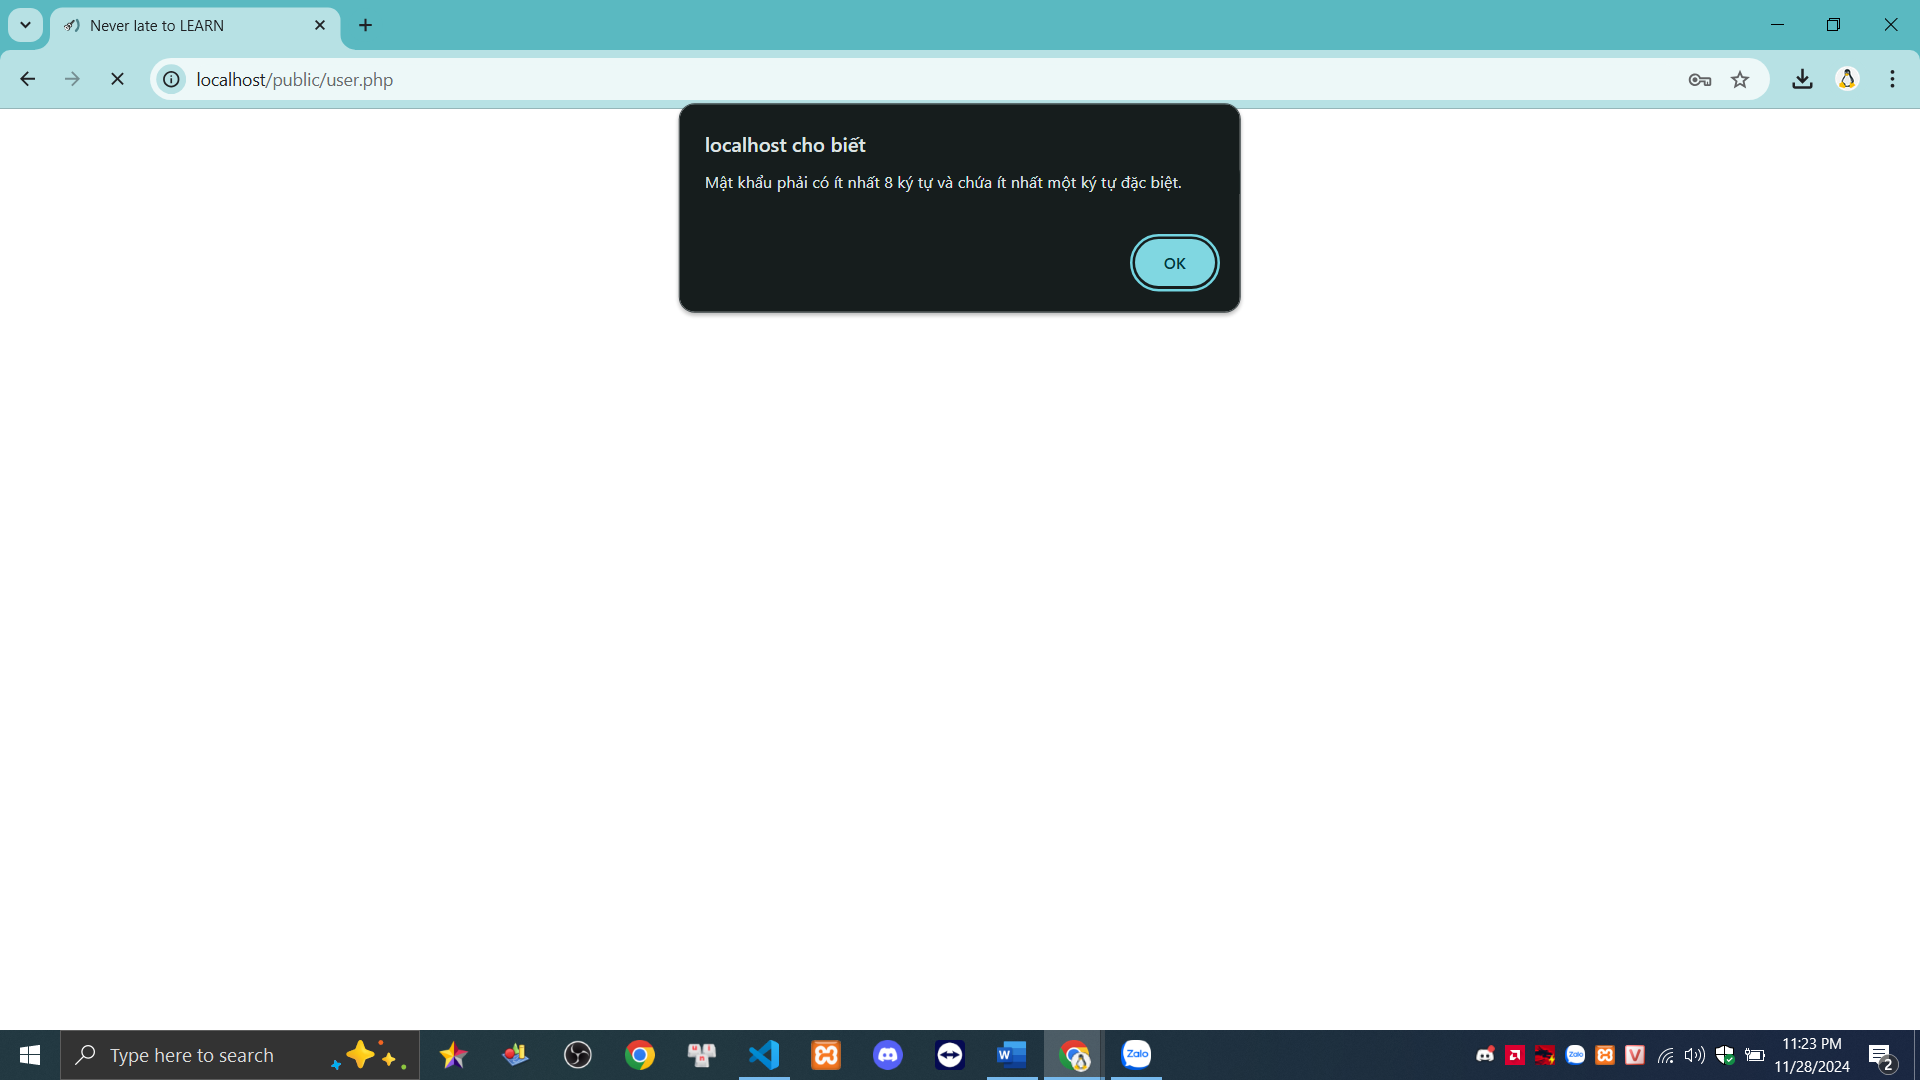 Never late to LEARN
localhost/public/user.php
localhost cho biết
Mật khẩu phải có ít nhất 8 ký tự và chứa ít nhất một ký tự đặc biệt.
OK
Type here to search
Zalo
11:23 PM
11/28/2024
2